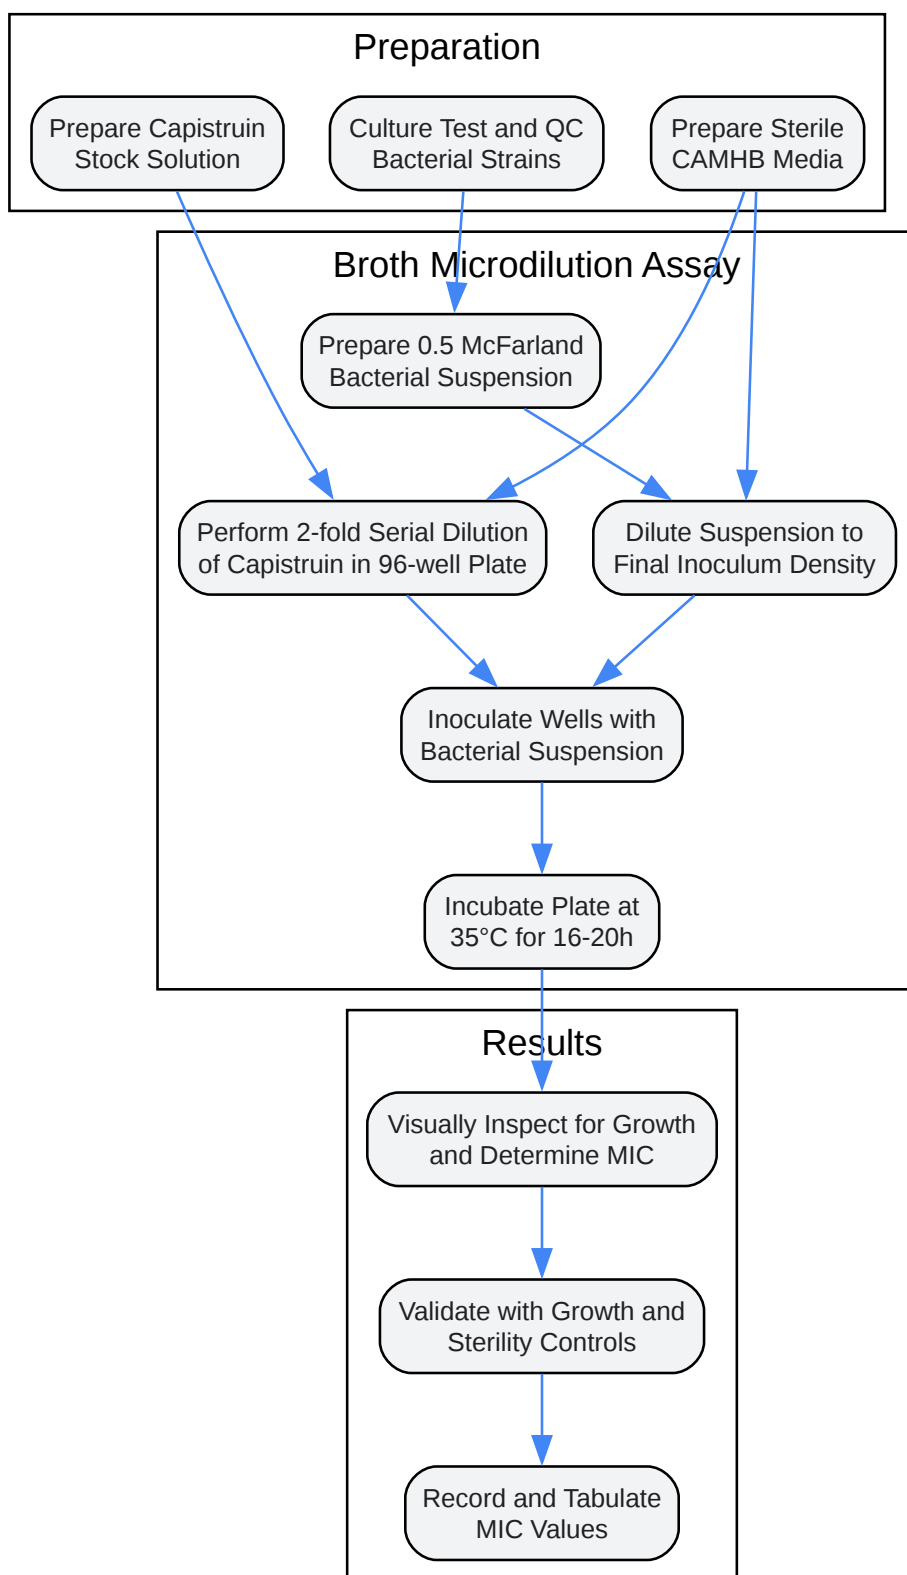 Preparation
Prepare Capistruin
Stock Solution
Culture Test and QC
Bacterial Strains
Prepare Sterile
CAMHB Media
Broth Microdilution Assay
Prepare 0.5 McFarland
Bacterial Suspension
Perform 2-fold Serial Dilution
of Capistruin in 96-well Plate
Dilute Suspension to
Final Inoculum Density
Inoculate Wells with
Bacterial Suspension
Incubate Plate at
35°C for 16-20h
Results
Visually Inspect for Growth
and Determine MIC
Validate with Growth and
Sterility Controls
Record and Tabulate
MIC Values